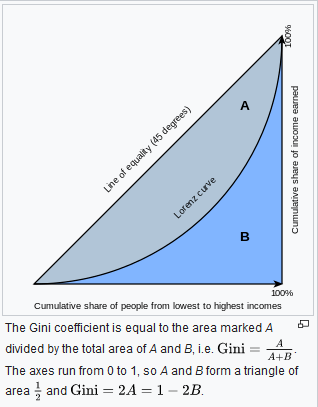 100%
A
Line of equality (45 degrees)
Cumulative share of income earned
Lorenz curve
B
100%
Cumulative share of people from lowest to highest incomes
The Gini coefficient is equal to the area marked A
divided by the total area of A and B, i.e. Gini = A/(A+B).
The axes run from 0 to 1, so A and B form a triangle of
area 1/2 and Gini = 2A = 1 − 2B.